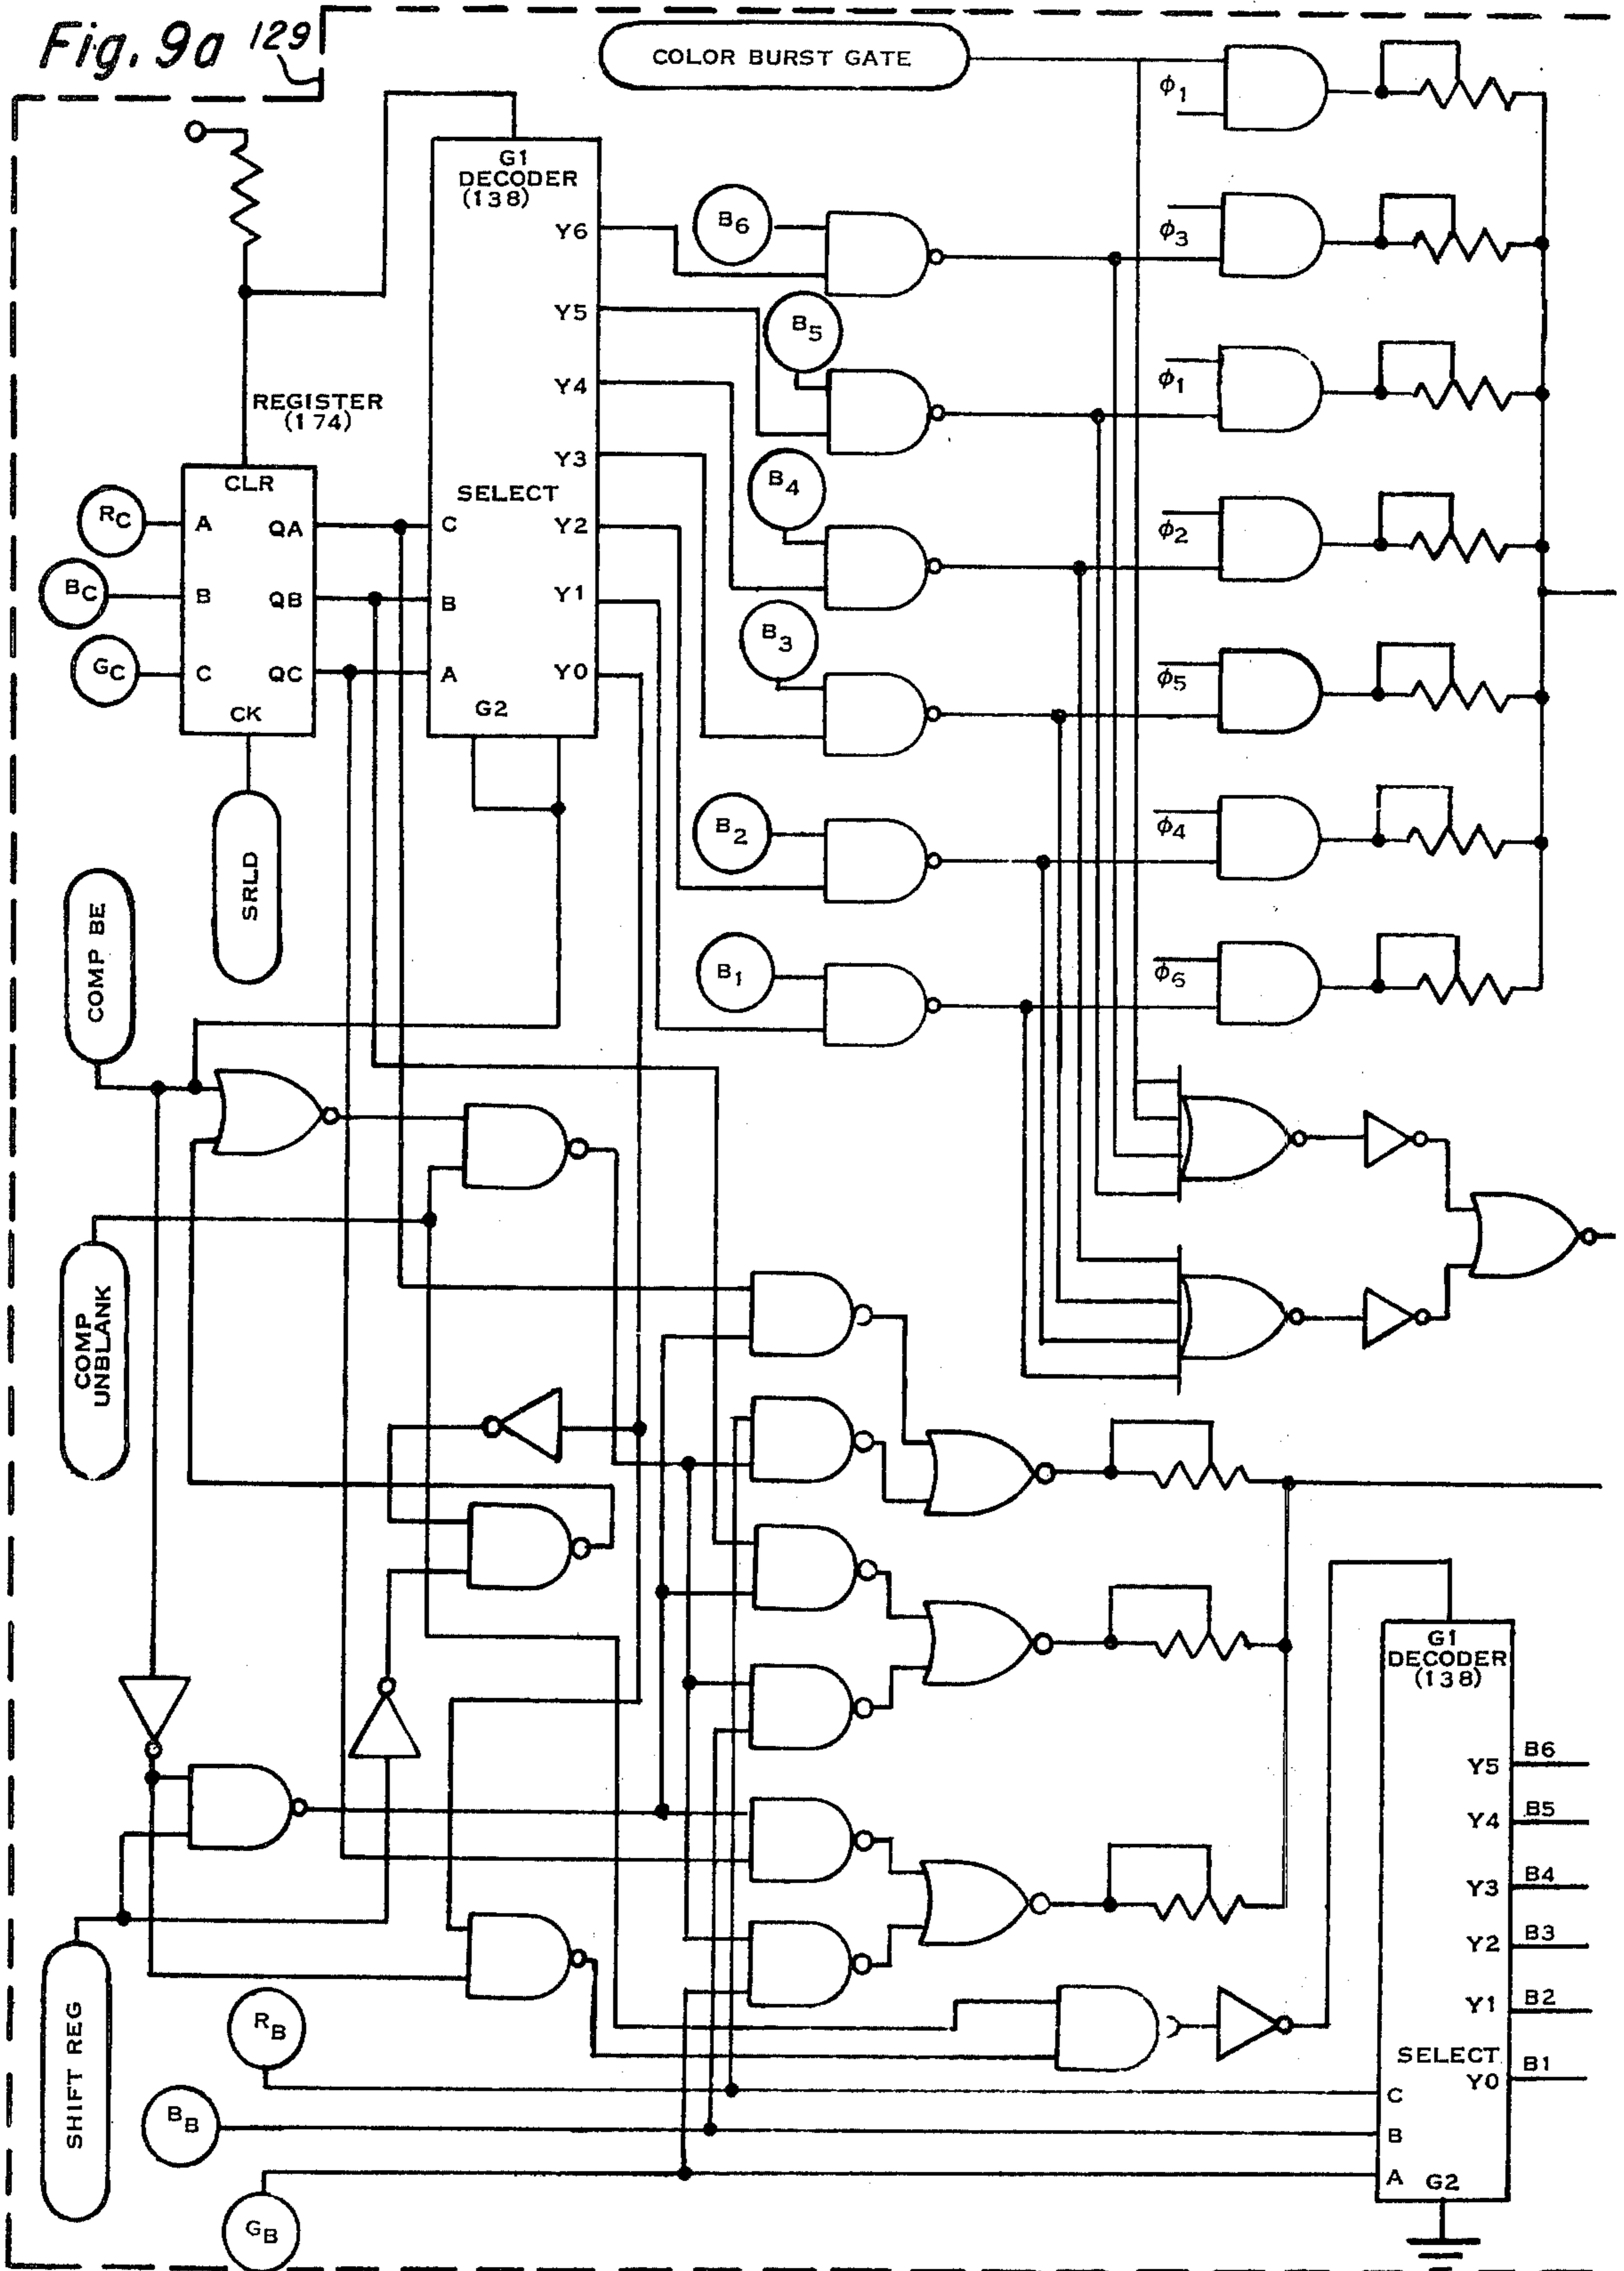 Fig. 9a
129
COLOR BURST GATE
ϕ1
G1
DECODER
(138)
Y6
Y5
Y4
Y3
SELECT
Y2
Y1
Y0
C
B
A
G2
B6
B5
B4
B3
B2
B1
ϕ3
ϕ1
ϕ2
ϕ5
ϕ4
ϕ6
REGISTER
(174)
CLR
A
QA
B
QB
C
QC
CK
RC
BC
GC
SRLD
COMP BE
COMP
UNBLANK
SHIFT REG
RB
BB
GB
G1
DECODER
(138)
Y5
B6
Y4
B5
Y3
B4
Y2
B3
Y1
B2
SELECT
Y0
B1
C
B
A
G2